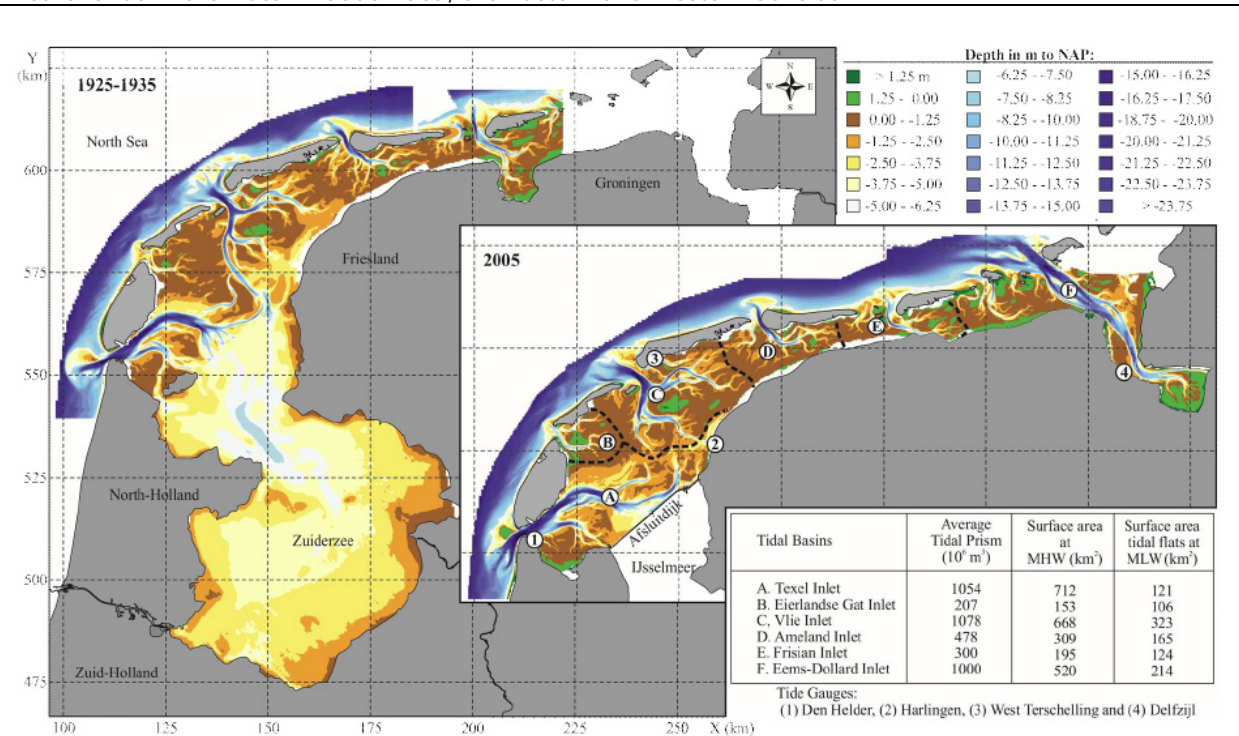 Y
(km)
1925-1935
North Sea
600
575
550
525
500
475
100
125
150
175
200
225
250
X (km)
Groningen
Friesland
North-Holland
Zuiderzee
Zuid-Holland
N
W
E
S
Depth in m to NAP:
> 1.25 m
1.25 - 0.00
0.00 - -1.25
-1.25 - -2.50
-2.50 - -3.75
-3.75 - -5.00
-5.00 - -6.25
-6.25 - -7.50
-7.50 - -8.25
-8.25 - -10.00
-10.00 - -11.25
-11.25 - -12.50
-12.50 - -13.75
-13.75 - -15.00
-15.00 - -16.25
-16.25 - -17.50
-18.75 - -20.00
-20.00 - -21.25
-21.25 - -22.50
-22.50 - -23.75
> -23.75
2005
F
E
D
3
C
4
B
2
A
1
Afsluitdijk
IJsselmeer
Tidal Basins Average Tidal Prism (10⁶ m³) Surface area at MHW (km²) Surface area tidal flats at MLW (km²)
A. Texel Inlet 1054 712 121
B. Eierlandse Gat Inlet 207 153 106
C, Vlie Inlet 1078 668 323
D. Ameland Inlet 478 309 165
E. Frisian Inlet 300 195 124
F. Eems-Dollard Inlet 1000 520 214
Tide Gauges:
(1) Den Helder, (2) Harlingen, (3) West Terschelling and (4) Delfzijl